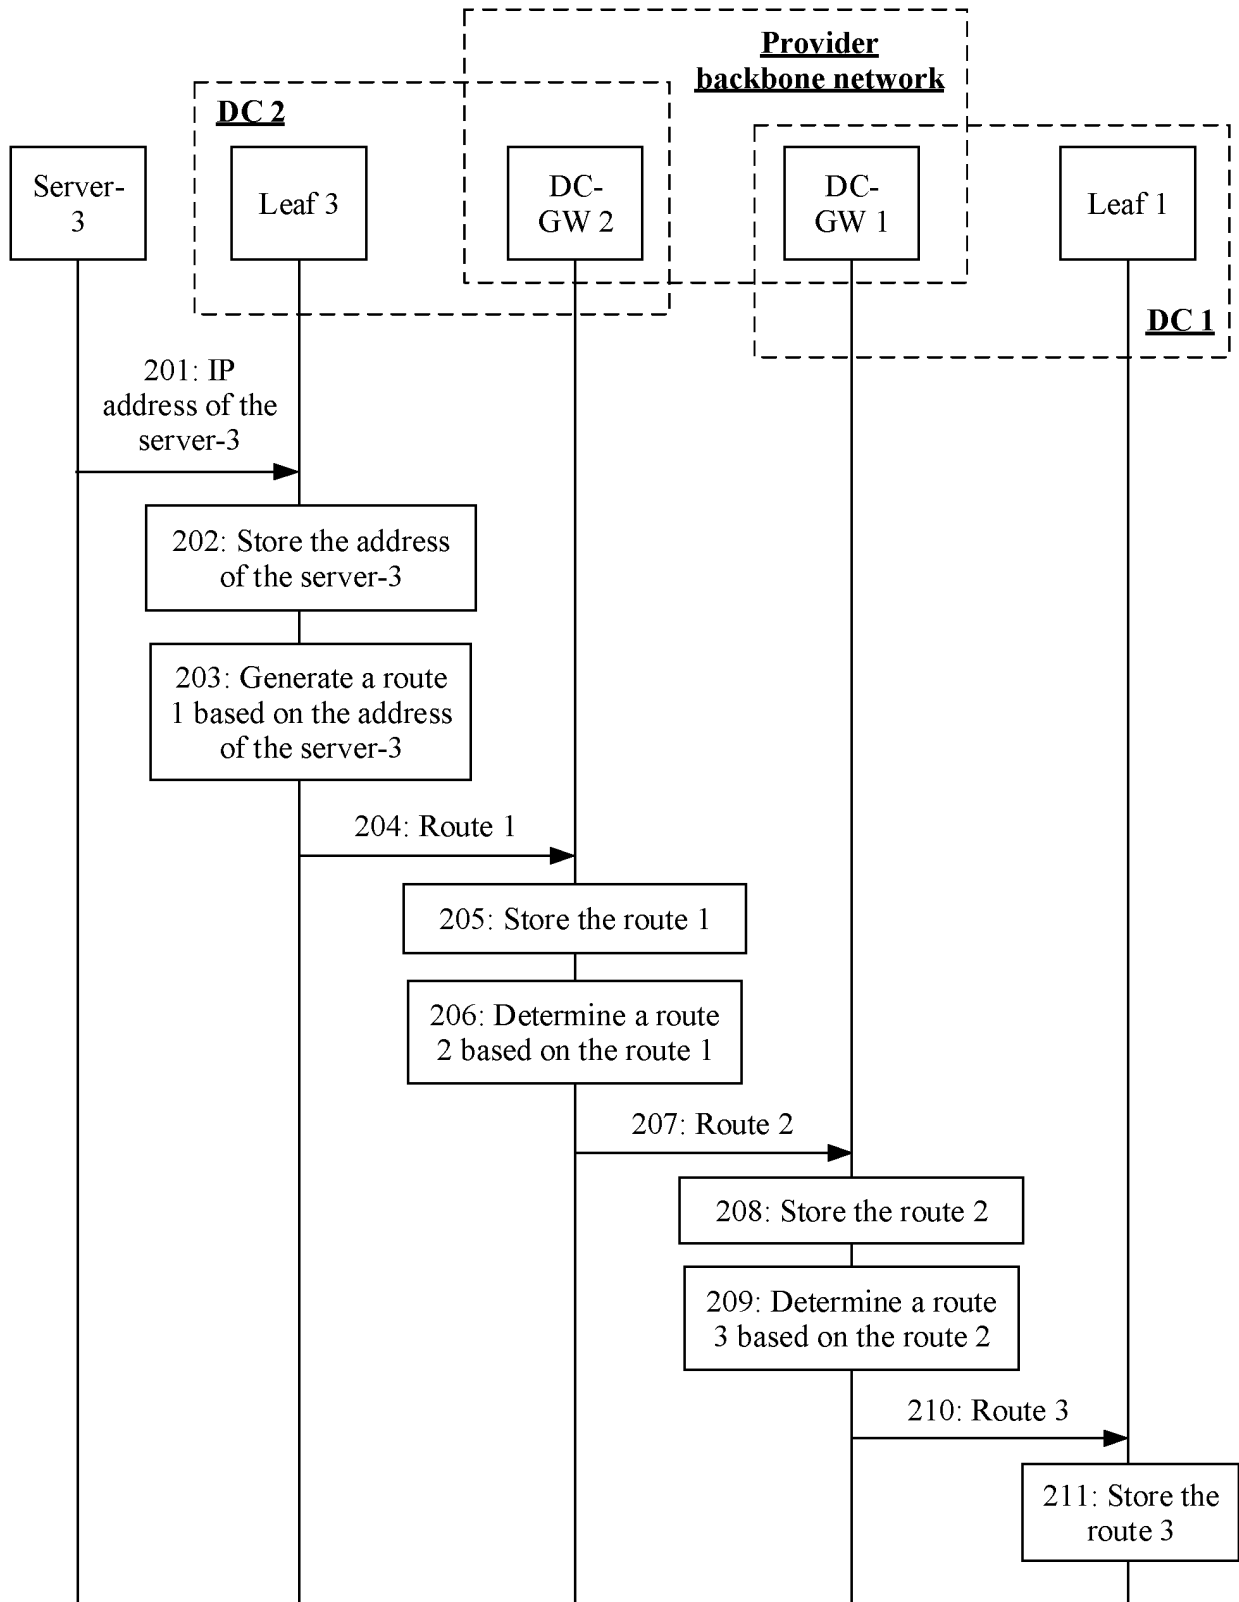 Provider
backbone network
DC 2
Server-
3
Leaf 3
DC-
GW 2
DC-
GW 1
Leaf 1
DC 1
201: IP
address of the
server-3
202: Store the address
of the server-3
203: Generate a route
1 based on the address
of the server-3
204: Route 1
205: Store the route 1
206: Determine a route
2 based on the route 1
207: Route 2
208: Store the route 2
209: Determine a route
3 based on the route 2
210: Route 3
211: Store the
route 3